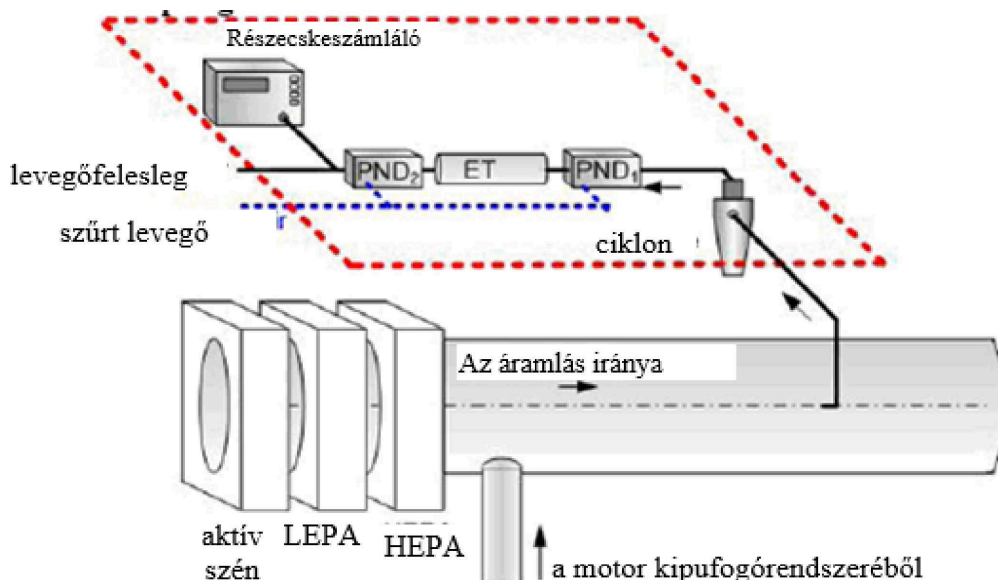 Részecskeszámláló
levegőfelesleg
PND₂
ET
PND₁
szűrt levegő
ciklon
Az áramlás iránya
aktív
szén
LEPA
HEPA
a motor kipufogórendszeréből